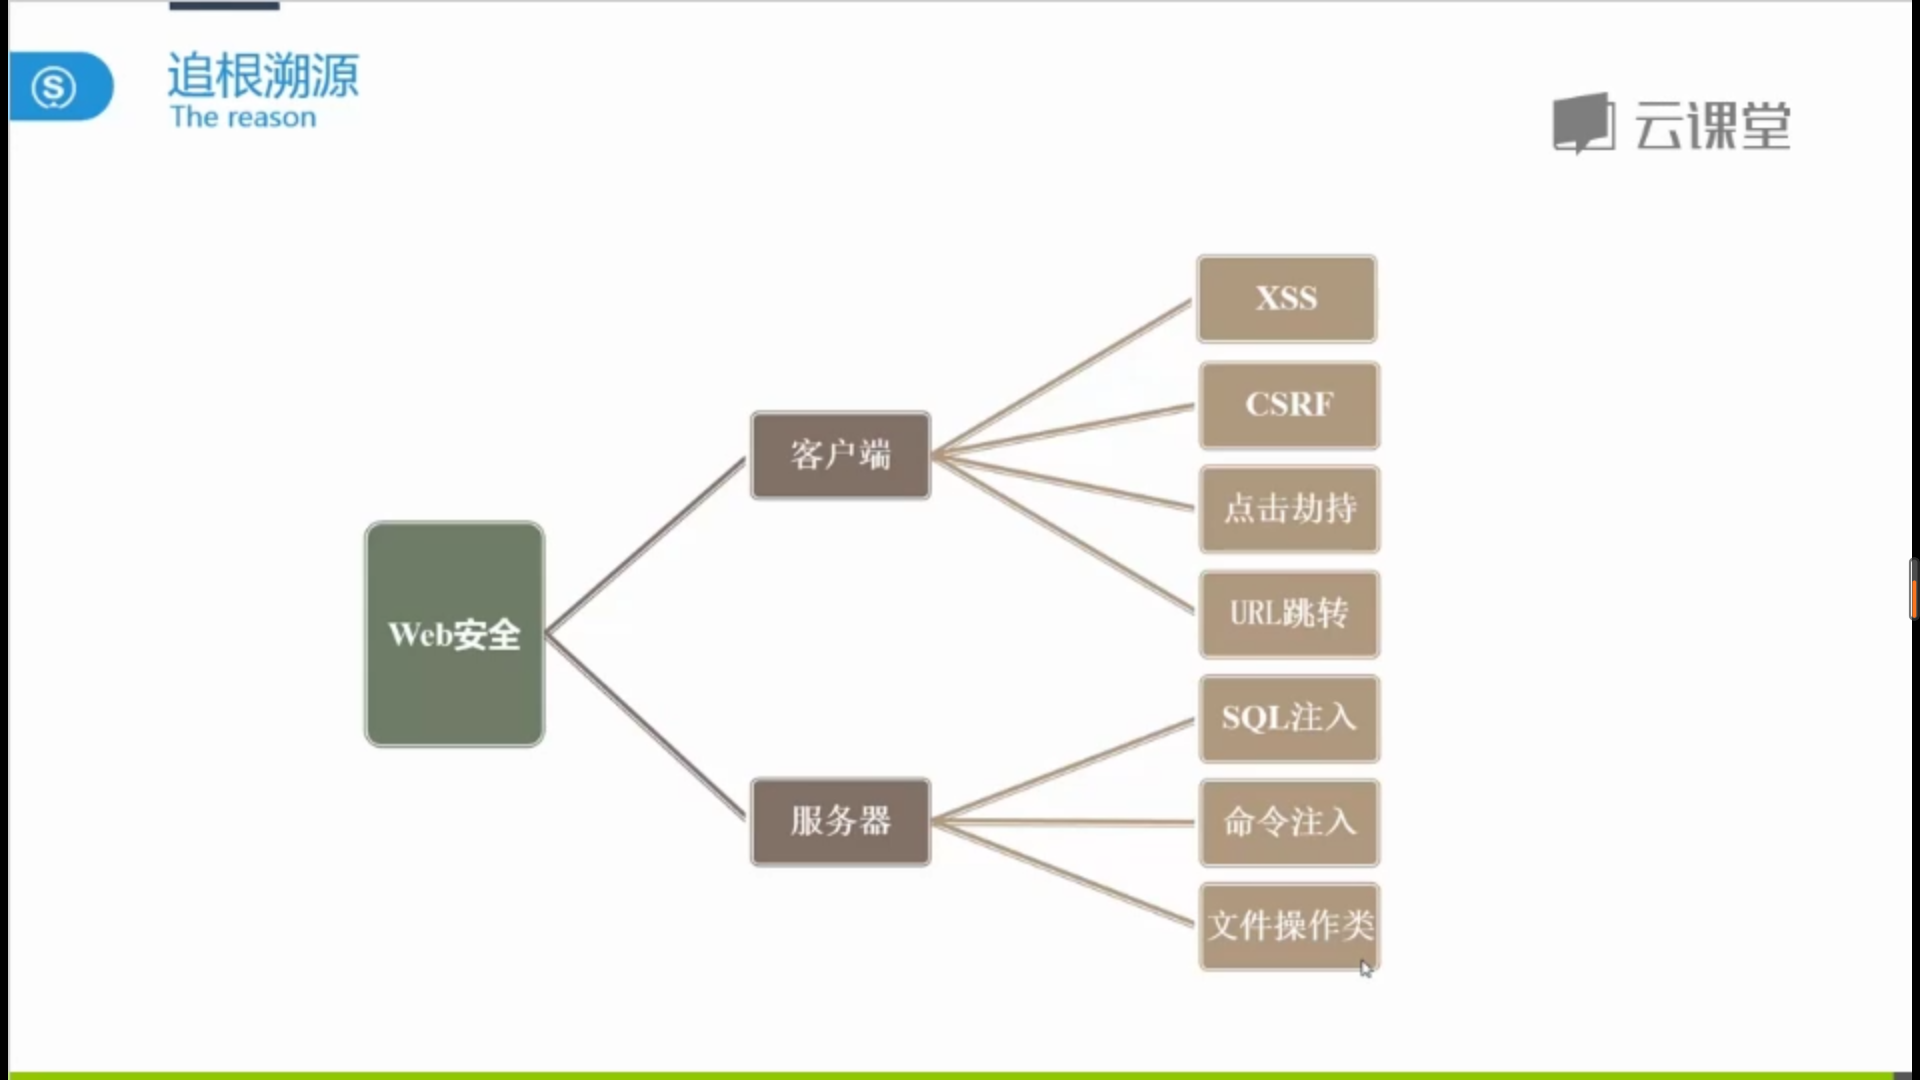 追根溯源
The reason
云课堂
Web安全
客户端
服务器
XSS
CSRF
点击劫持
URL跳转
SQL注入
命令注入
文件操作类